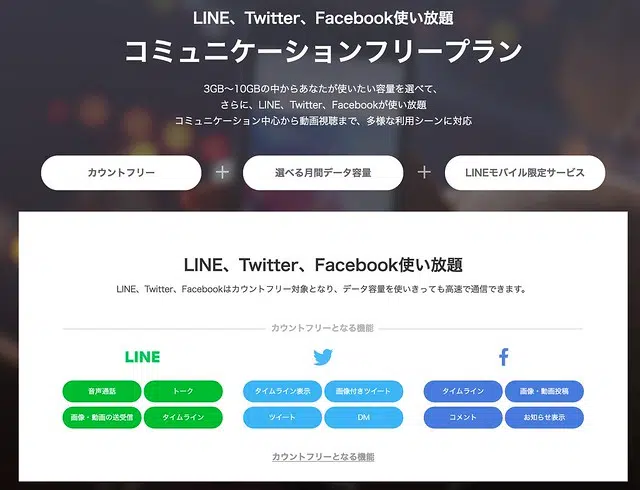 LINE、Twitter、Facebook使い放題
コミュニケーションフリープラン
3GB〜10GBの中からあなたが使いたい容量を選べて、
さらに、LINE、Twitter、Facebookが使い放題
コミュニケーション中心から動画視聴まで、多様な利用シーンに対応
カウントフリー + 選べる月間データ容量 + LINEモバイル限定サービス
LINE、Twitter、Facebook使い放題
LINE、Twitter、Facebookはカウントフリー対象となり、データ容量を使いきっても高速で通信できます。
カウントフリーとなる機能
LINE
音声通話 トーク タイムライン表示 画像付きツイート タイムライン 画像・動画投稿
画像・動画の送受信 タイムライン ツイート DM コメント お知らせ表示
カウントフリーとなる機能